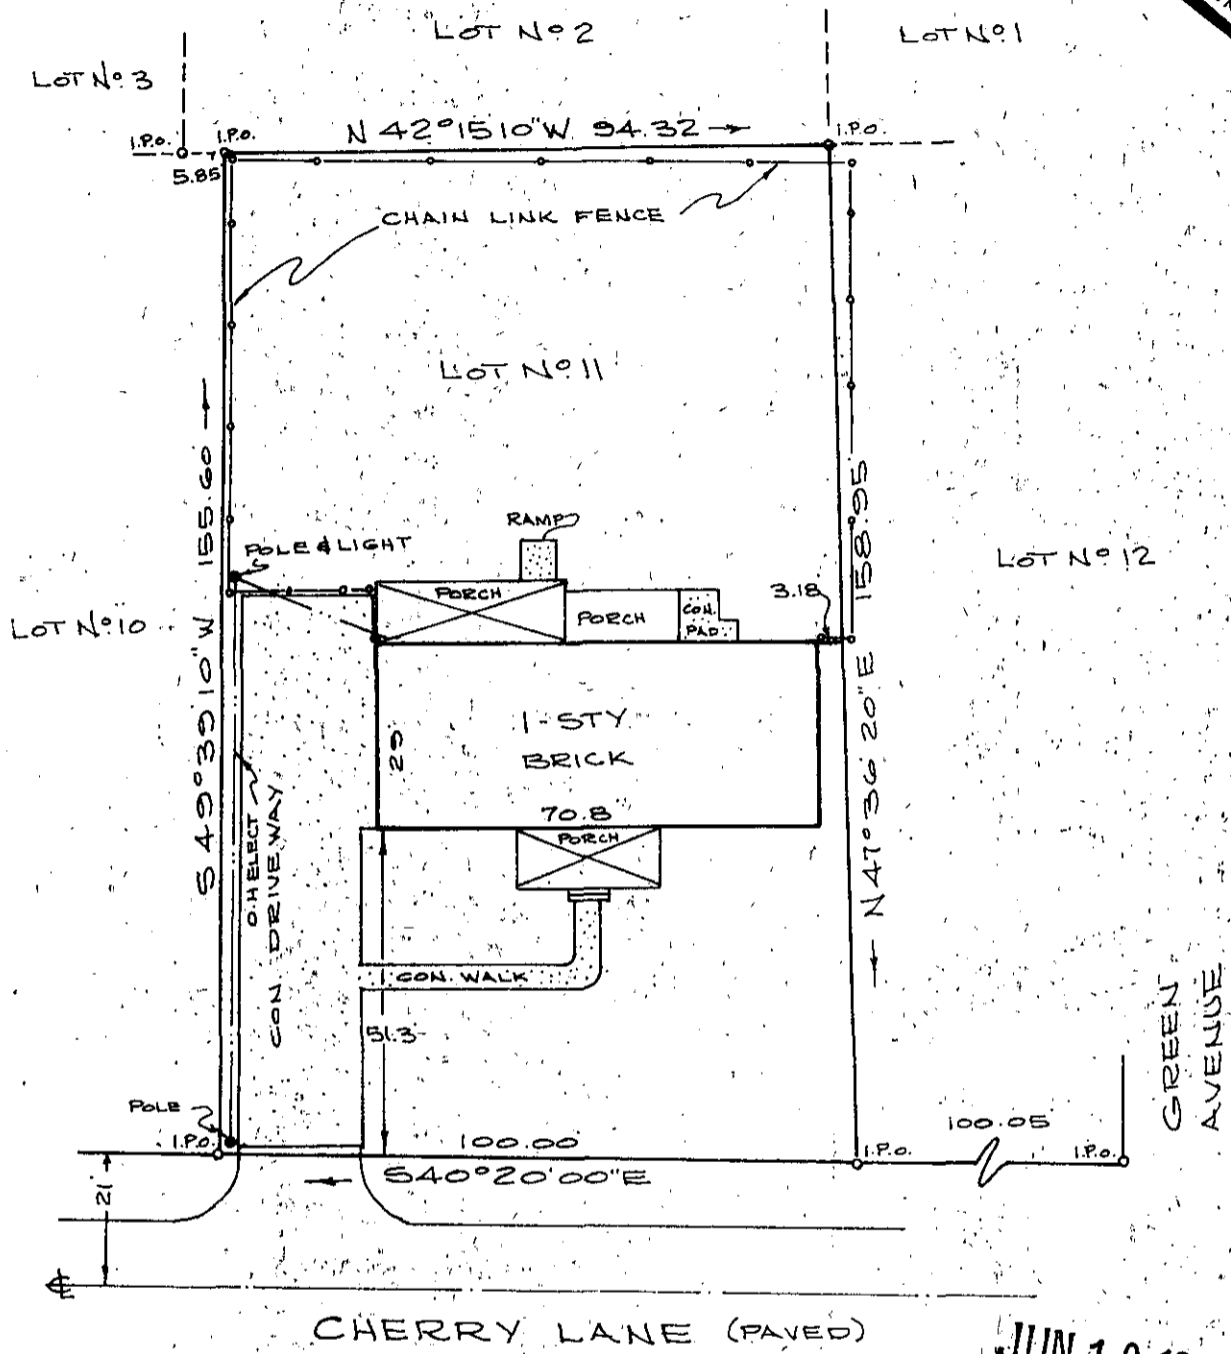 LOT Nº 2
LOT Nº 1
LOT Nº 3
I.P.O.
I.P.O.
N 42°15'10"W 94.32
I.P.O.
5.85
CHAIN LINK FENCE
LOT Nº 11
S 49°39'10"W 155.60
158.95
N 47°36'20"E
RAMP
POLE & LIGHT
PORCH
PORCH
CON.
PAD
3.18
LOT Nº 12
LOT Nº 10
1-STY
BRICK
29
70.8
PORCH
O.H ELECT
CON. DRIVEWAY
CON. WALK
51.3
GREEN
AVENUE
POLE
I.P.O.
100.00
S40°20'00"E
I.P.O.
100.05
I.P.O.
21'
CHERRY LANE (PAVED)
JUN